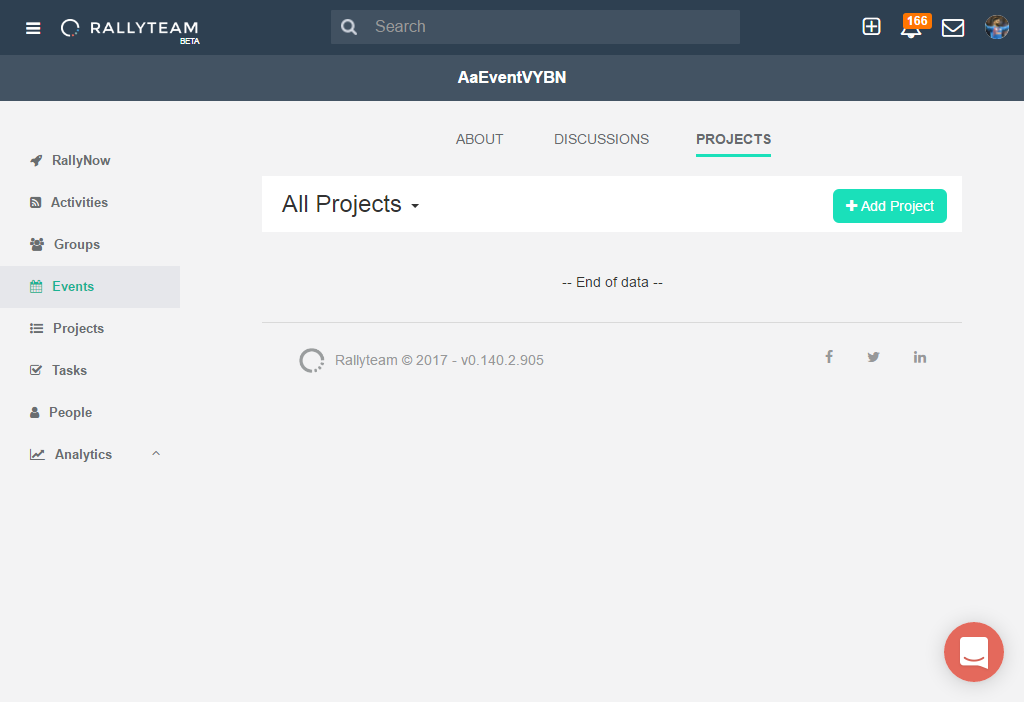 RALLYTEAM
BETA
Search
166
AaEventVYBN
ABOUT DISCUSSIONS PROJECTS
RallyNow
Activities
Groups
Events
Projects
Tasks
People
Analytics
All Projects
Add Project
-- End of data --
Rallyteam © 2017 - v0.140.2.905